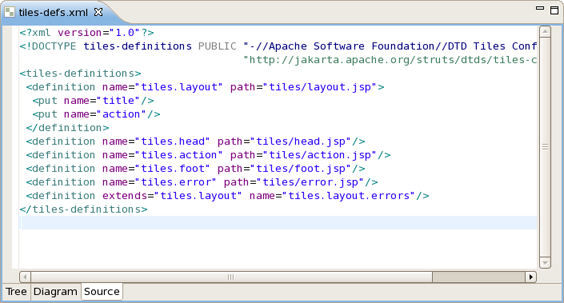 tiles-defs.xml
<?xml version="1.0"?>
<!DOCTYPE tiles-definitions PUBLIC "-//Apache Software Foundation//DTD Tiles Conf
"http://jakarta.apache.org/struts/dtds/tiles-c
<tiles-definitions>
<definition name="tiles.layout" path="tiles/layout.jsp">
<put name="title"/>
<put name="action"/>
</definition>
<definition name="tiles.head" path="tiles/head.jsp"/>
<definition name="tiles.action" path="tiles/action.jsp"/>
<definition name="tiles.foot" path="tiles/foot.jsp"/>
<definition name="tiles.error" path="tiles/error.jsp"/>
<definition extends="tiles.layout" name="tiles.layout.errors"/>
</tiles-definitions>
Tree Diagram Source